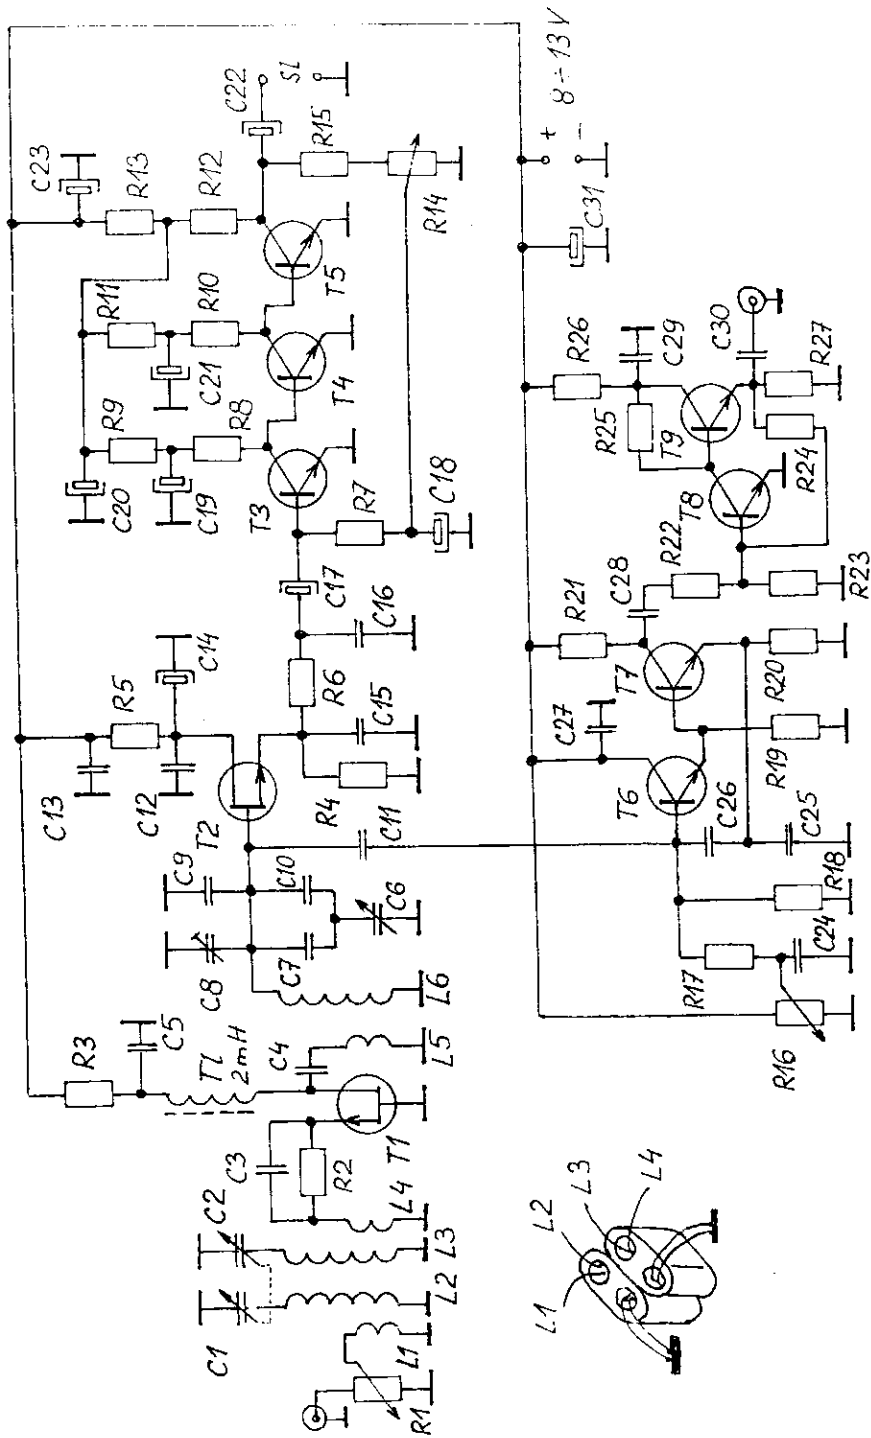 C1
C2
C3
R2
R1
L1
L2
L3
L4
T1
R3
C5
Tl
2mH
C4
L5
L6
C8
C9
C7
C10
C6
T2
C13
C12
R5
C14
R4
C15
R6
C16
C17
C11
C20
R9
C19
R8
R11
C21
R10
C23
R13
R12
C22
SL
R15
R14
T3
T4
T5
R7
C18
R16
R17
C24
R18
C25
C26
T6
C27
R19
R20
T7
R21
C28
R22
R23
T8
R24
R25
T9
R26
C29
C30
R27
C31
+
−
8÷13V
L1
L2
L3
L4